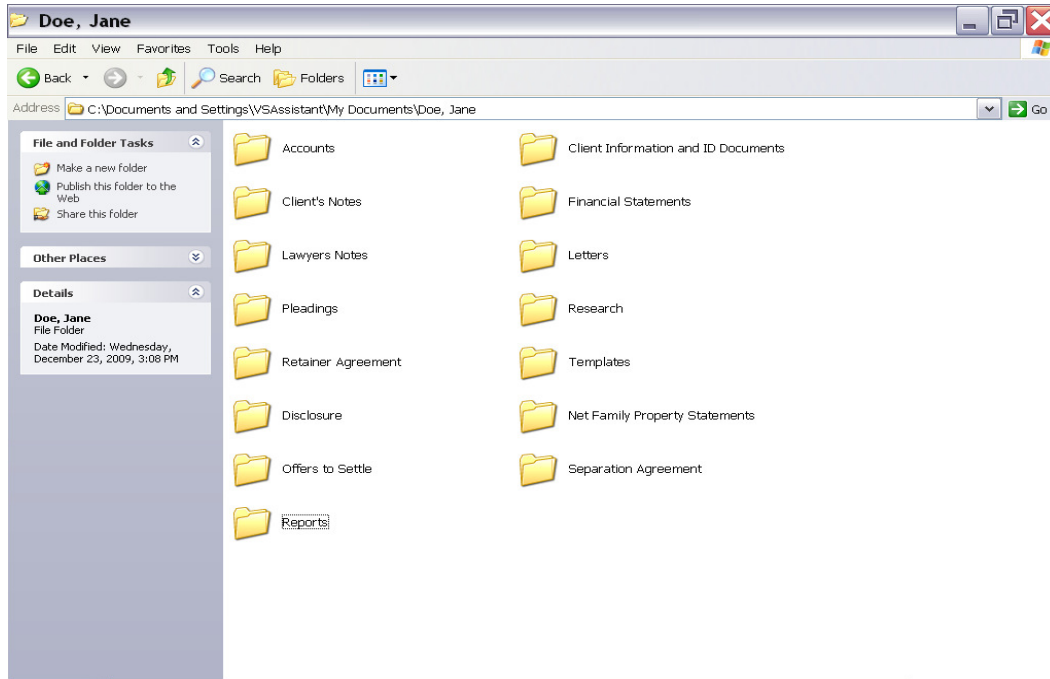 Doe, Jane
File Edit View Favorites Tools Help
Back Search Folders
Address C:\Documents and Settings\VSAssistant\My Documents\Doe, Jane Go
File and Folder Tasks
Make a new folder
Publish this folder to the
Web
Share this folder
Other Places
Details
Doe, Jane
File Folder
Date Modified: Wednesday,
December 23, 2009, 3:08 PM
Accounts Client Information and ID Documents
Client's Notes Financial Statements
Lawyers Notes Letters
Pleadings Research
Retainer Agreement Templates
Disclosure Net Family Property Statements
Offers to Settle Separation Agreement
Reports